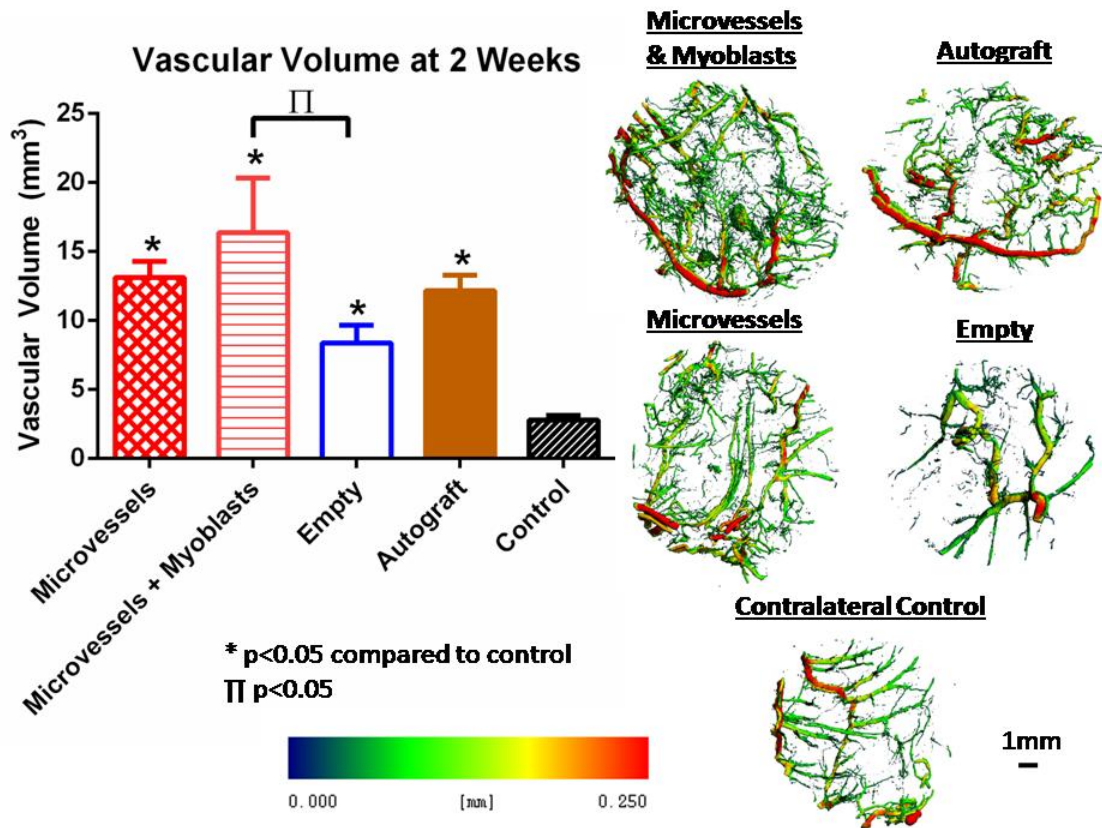 Vascular Volume at 2 Weeks
Vascular Volume (mm³)
25
20
15
10
5
0
*
*
∏
*
*
Microvessels
Microvessels + Myoblasts
Empty
Autograft
Control
* p<0.05 compared to control
∏ p<0.05
0.000 [mm] 0.250
Microvessels
& Myoblasts
Autograft
Microvessels
Empty
Contralateral Control
1mm